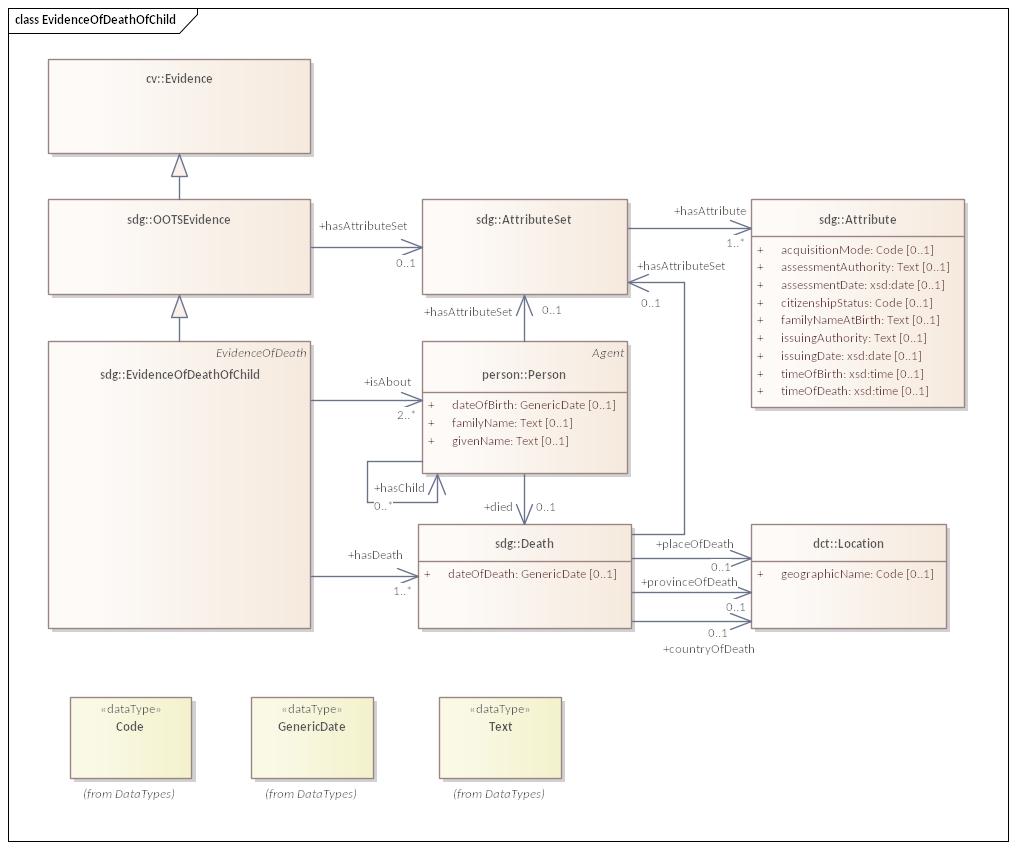 class EvidenceOfDeathOfChild
cv::Evidence
sdg::OOTSEvidence
+hasAttributeSet
0..1
sdg::AttributeSet
+hasAttribute
1..*
+hasAttributeSet
0..1
sdg::Attribute
+ acquisitionMode: Code [0..1]
+ assessmentAuthority: Text [0..1]
+ assessmentDate: xsd:date [0..1]
+ citizenshipStatus: Code [0..1]
+ familyNameAtBirth: Text [0..1]
+ issuingAuthority: Text [0..1]
+ issuingDate: xsd:date [0..1]
+ timeOfBirth: xsd:time [0..1]
+ timeOfDeath: xsd:time [0..1]
+hasAttributeSet
0..1
EvidenceOfDeath
sdg::EvidenceOfDeathOfChild
+isAbout
2..*
Agent
person::Person
+ dateOfBirth: GenericDate [0..1]
+ familyName: Text [0..1]
+ givenName: Text [0..1]
+hasChild
0..*
+died
0..1
+hasDeath
1..*
sdg::Death
+ dateOfDeath: GenericDate [0..1]
+placeOfDeath
0..1
+provinceOfDeath
0..1
0..1
+countryOfDeath
dct::Location
+ geographicName: Code [0..1]
«dataType»
Code
(from DataTypes)
«dataType»
GenericDate
(from DataTypes)
«dataType»
Text
(from DataTypes)